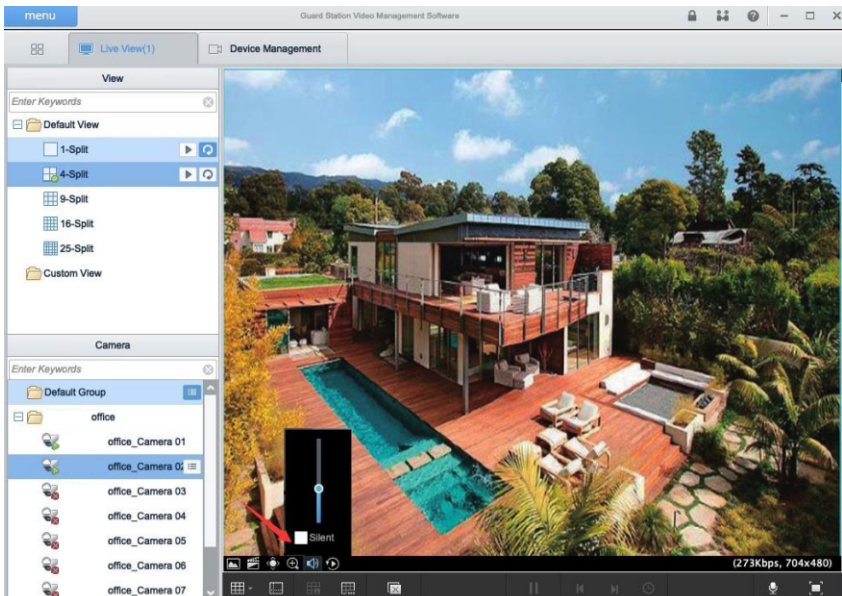 menu
Guard Station Video Management Software
Live View(1)
Device Management
View
Enter Keywords
Default View
1-Split
4-Split
9-Split
16-Split
25-Split
Custom View
Camera
Enter Keywords
Default Group
office
office_Camera 01
office_Camera 02
office_Camera 03
office_Camera 04
office_Camera 05
office_Camera 06
office_Camera 07
Silent
(273Kbps, 704x480)